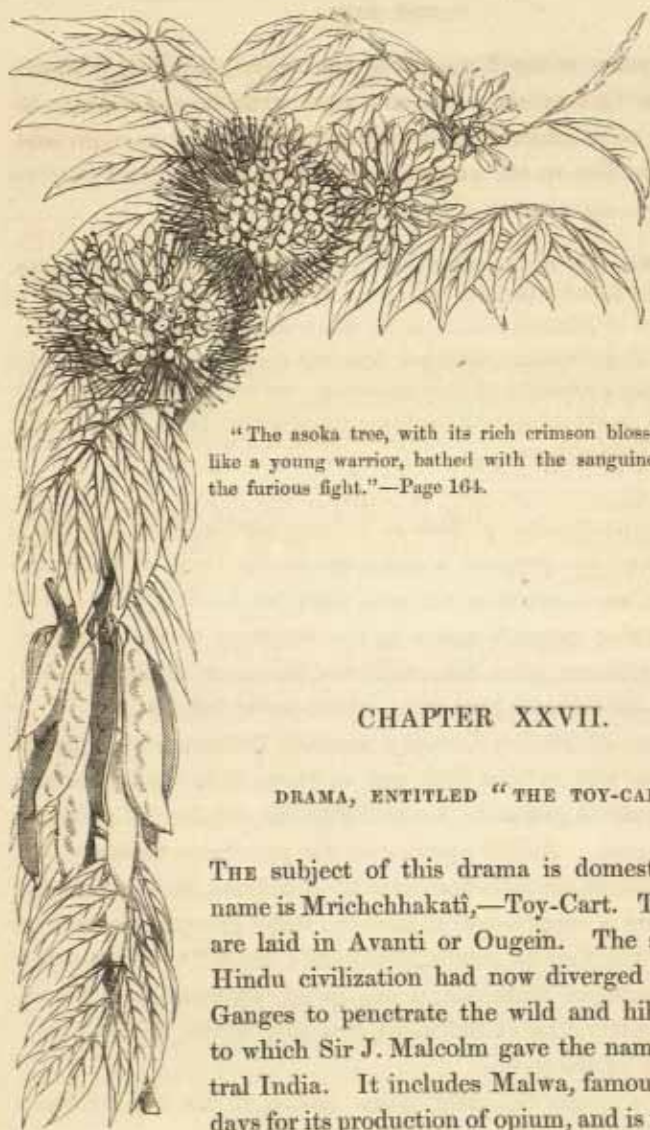 "The asoka tree, with its rich crimson bloss
like a young warrior, bathed with the sanguine
the furious fight."—Page 164.
CHAPTER XXVII.
DRAMA, ENTITLED "THE TOY-CA
THE subject of this drama is domest
name is Mrichchhakatî,—Toy-Cart. T
are laid in Avanti or Ougein. The s
Hindu civilization had now diverged
Ganges to penetrate the wild and hil
to which Sir J. Malcolm gave the nam
tral India. It includes Malwa, famou
days for its production of opium, and is